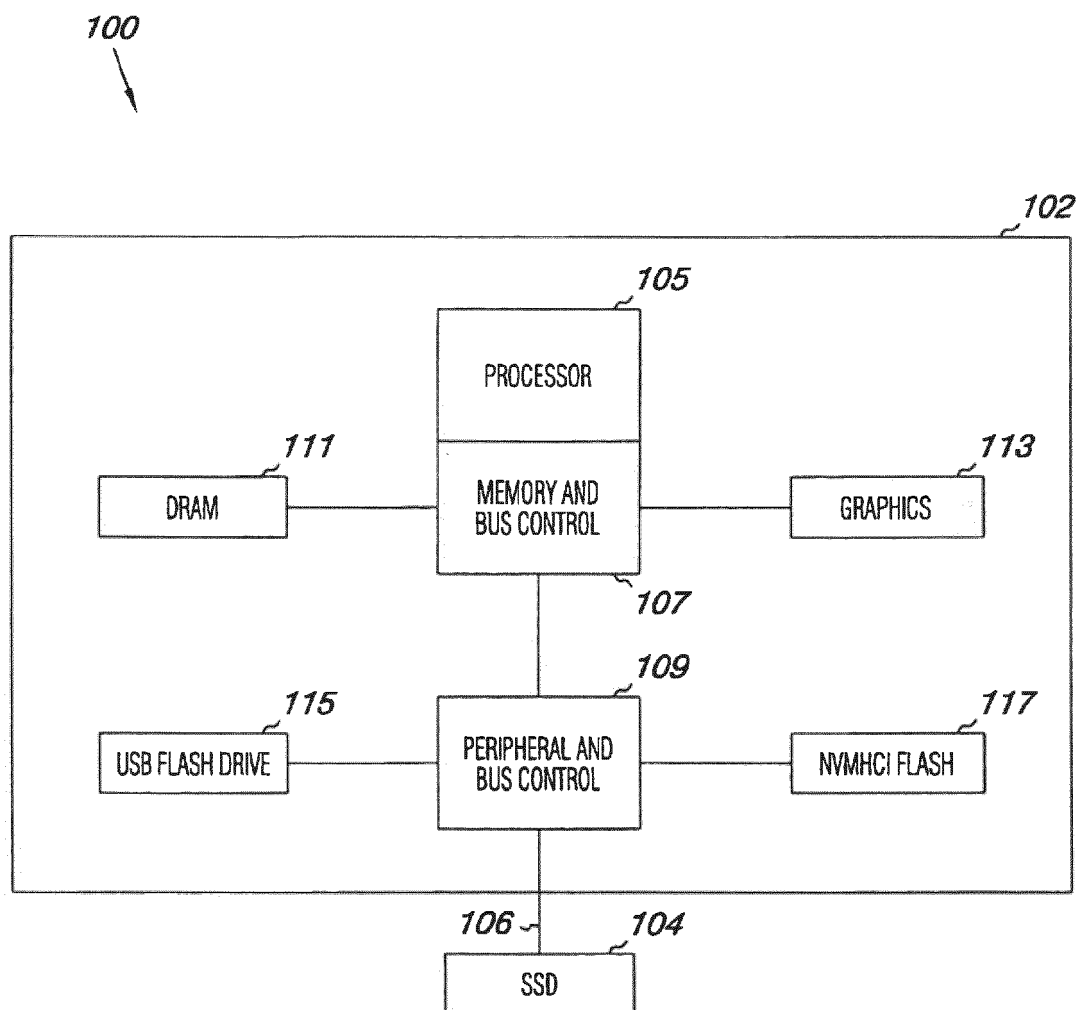 100
102
105
PROCESSOR
111
DRAM
MEMORY AND
BUS CONTROL
113
GRAPHICS
107
109
115
USB FLASH DRIVE
PERIPHERAL AND
BUS CONTROL
117
NVMHCI FLASH
106
104
SSD